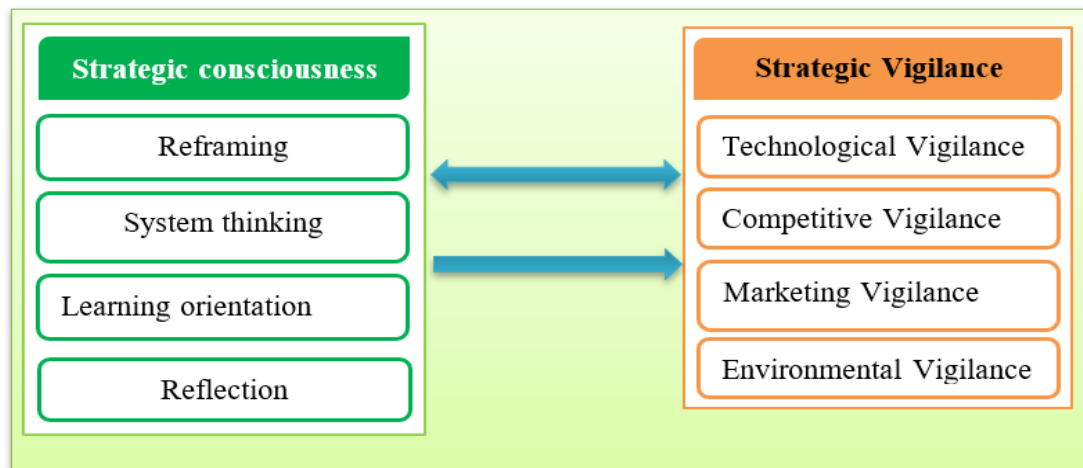 Strategic consciousness
Reframing
System thinking
Learning orientation
Reflection
Strategic Vigilance
Technological Vigilance
Competitive Vigilance
Marketing Vigilance
Environmental Vigilance